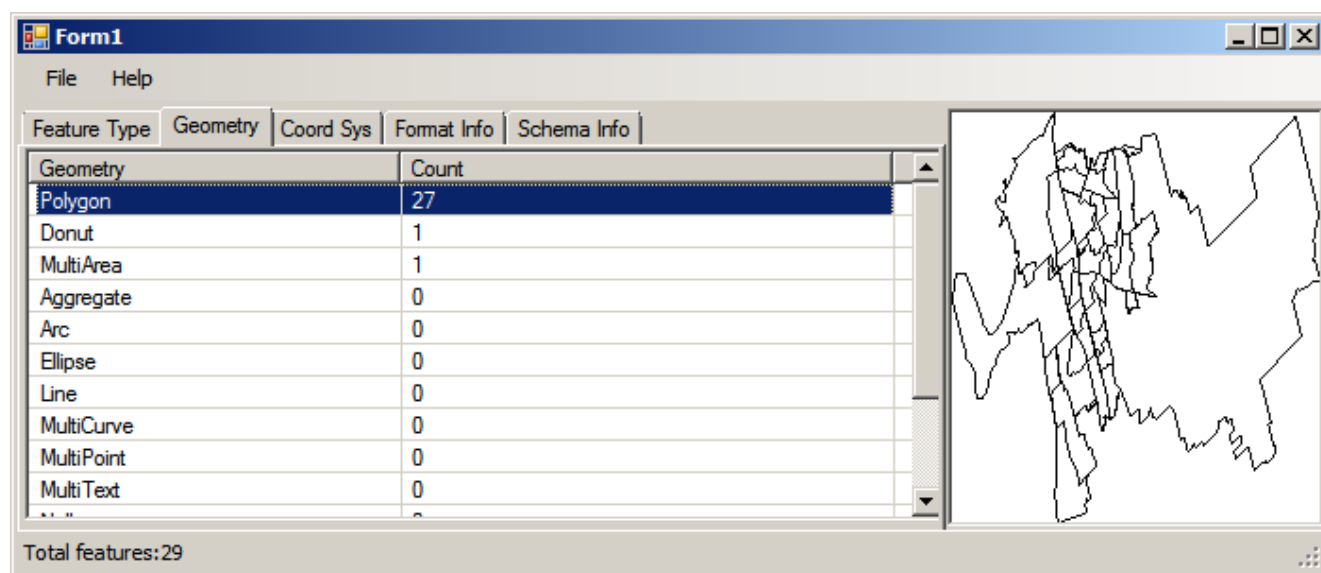 Form1
File Help
Feature Type Geometry Coord Sys Format Info Schema Info
Geometry Count
Polygon 27
Donut 1
MultiArea 1
Aggregate 0
Arc 0
Ellipse 0
Line 0
MultiCurve 0
MultiPoint 0
MultiText 0
Total features:29